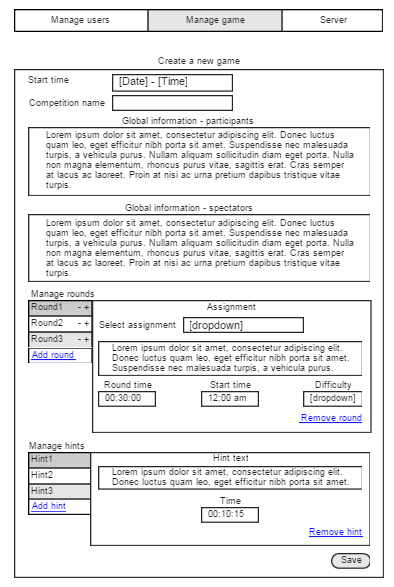 Manage users Manage game Server
Create a new game
Start time [Date] - [Time]
Competition name
Global information - participants
Lorem ipsum dolor sit amet, consectetur adipiscing elit. Donec luctus
quam leo, eget efficitur nibh porta sit amet. Suspendisse nec malesuada
turpis, a vehicula purus. Nullam aliquam sollicitudin diam eget porta. Nulla
non magna elementum, rhoncus purus vitae, sagittis erat. Cras semper
at lacus ac laoreet. Proin at nisi ac urna pretium dapibus tristique vitae
turpis.
Global information - spectators
Lorem ipsum dolor sit amet, consectetur adipiscing elit. Donec luctus
quam leo, eget efficitur nibh porta sit amet. Suspendisse nec malesuada
turpis, a vehicula purus. Nullam aliquam sollicitudin diam eget porta. Nulla
non magna elementum, rhoncus purus vitae, sagittis erat. Cras semper
at lacus ac laoreet. Proin at nisi ac urna pretium dapibus tristique vitae
turpis.
Manage rounds
Round1 - + Assignment
Round2 - + Select assignment [dropdown]
Round3 - +
Add round
Lorem ipsum dolor sit amet, consectetur adipiscing elit.
Donec luctus quam leo, eget efficitur nibh porta sit amet.
Suspendisse nec malesuada turpis, a vehicula purus.
Round time Start time Difficulty
00:30:00 12:00 am [dropdown]
Remove round
Manage hints
Hint1 Hint text
Hint2
Hint3
Add hint
Lorem ipsum dolor sit amet, consectetur adipiscing elit.
Donec luctus quam leo, eget efficitur nibh porta sit amet.
Time
00:10:15
Remove hint
Save